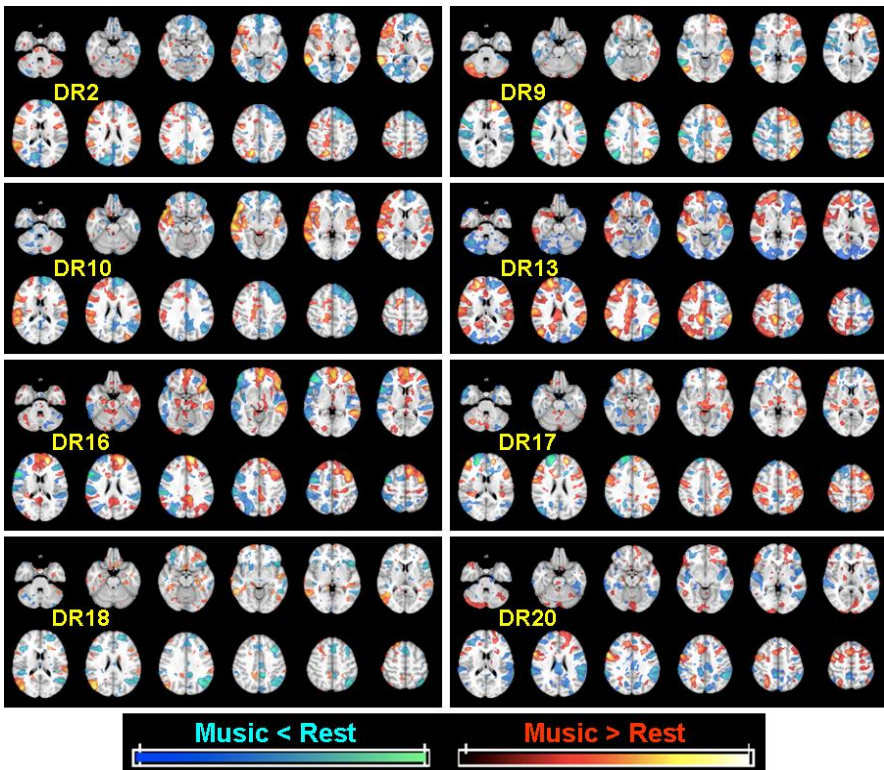 DR2
DR9
DR10
DR13
DR16
DR17
DR18
DR20
Music < Rest
Music > Rest